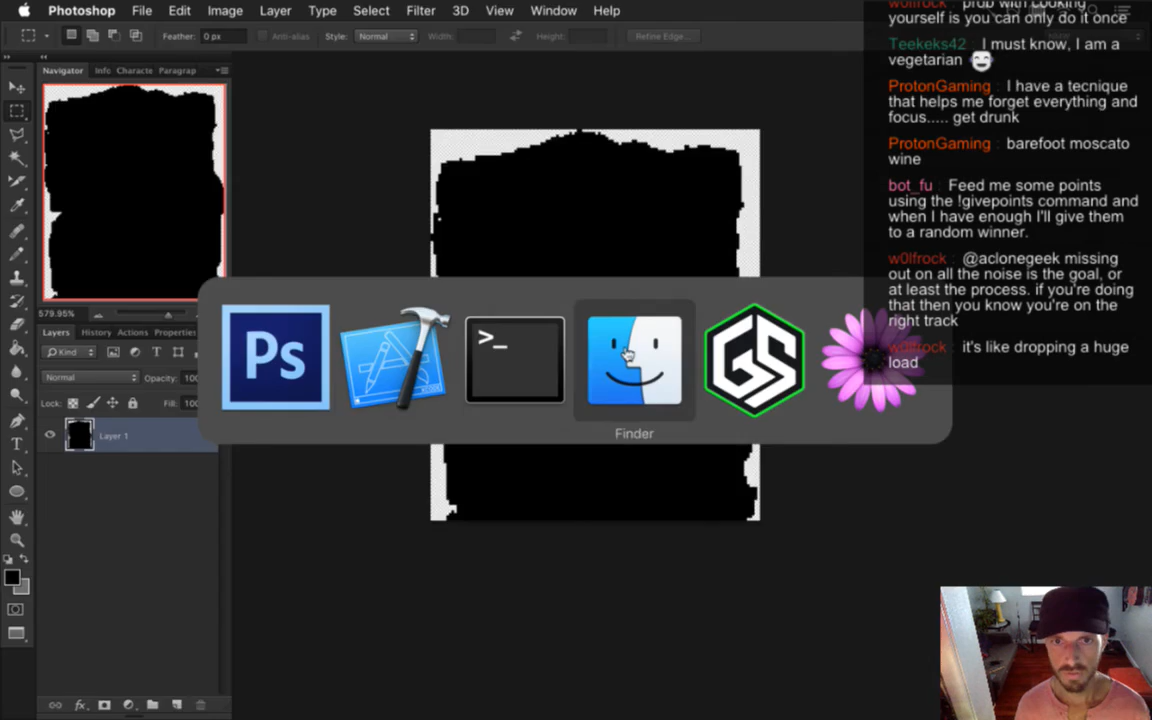 Photoshop File Edit Image Layer Type Select Filter 3D View Window Help
Feather: 0 px Anti-alias Style: Normal Width: Height: Refine Edge...
Navigator Info Characte Paragrap
579.95%
Layers History Actions Properties
Kind
Normal Opacity: 100
Lock: Fill: 100
Layer 1
Ps
>_
Finder
GS
w0lfrock : prob with cooking
yourself is you can only do it once
Teekeks42 : I must know, I am a
vegetarian
ProtonGaming : I have a tecnique
that helps me forget everything and
focus..... get drunk
ProtonGaming : barefoot moscato
wine
bot_fu : Feed me some points
using the !givepoints command and
when I have enough I'll give them
to a random winner.
w0lfrock : @aclonegeek missing
out on all the noise is the goal, or
at least the process. if you're doing
that then you know you're on the
right track
w0lfrock : it's like dropping a huge
load